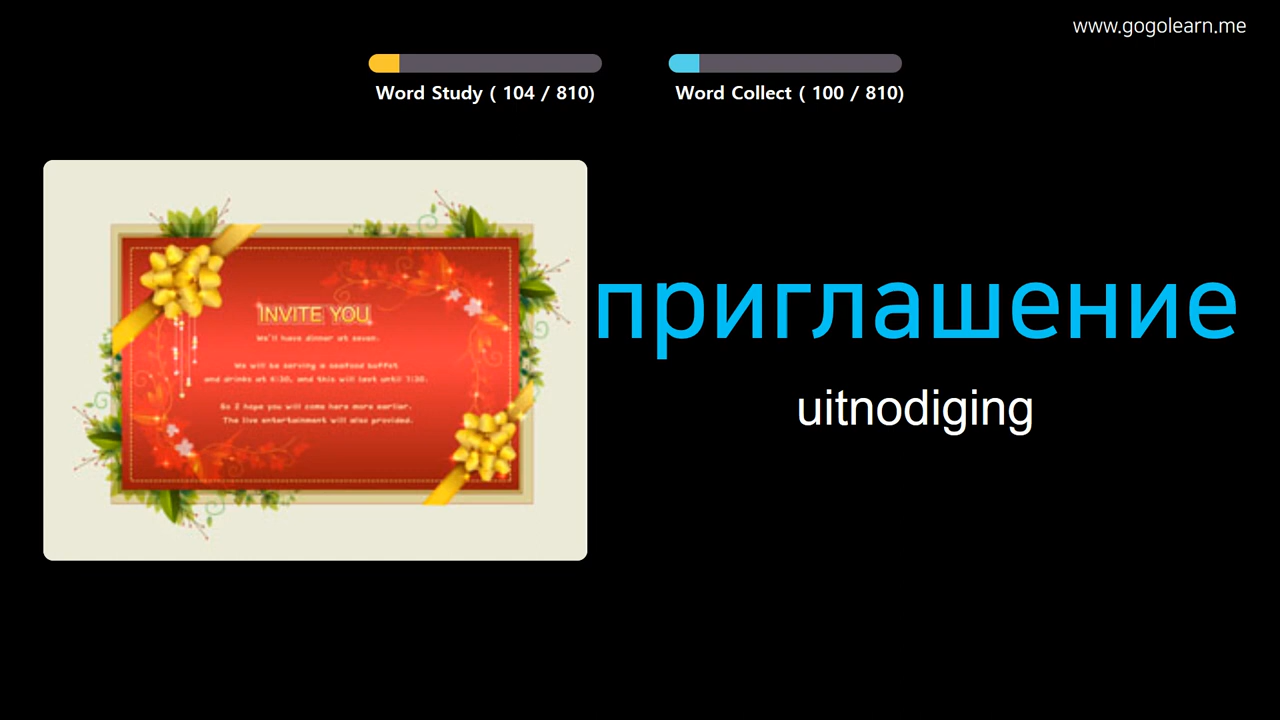 www.gogolearn.me
Word Study ( 104 / 810)
Word Collect ( 100 / 810)
INVITE YOU
We'll have dinner at seven.
We will be serving a seafood buffet
and drinks at 6:30, and this will last until 7:30.
So I hope you will come here more earlier.
The live entertainment will also provided.
приглашение
uitnodiging